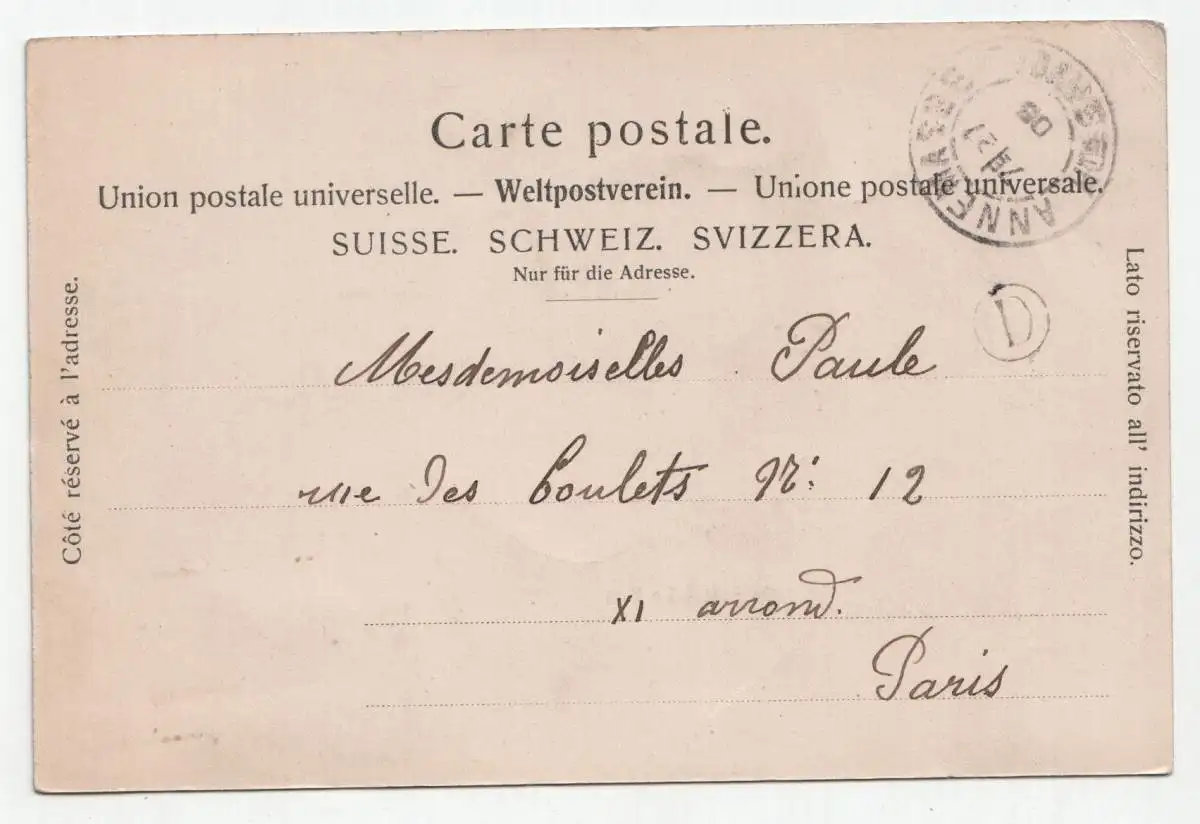 Carte postale.
Union postale universelle. — Weltpostverein. — Unione postale universale.
SUISSE. SCHWEIZ. SVIZZERA.
Nur für die Adresse.
Côté réservé à l'adresse.
Lato riservato all' indirizzo.
ANNEMASSE
D
Mesdemoiselles Paule
rue des Boulets Nr: 12
XI arrond.
Paris